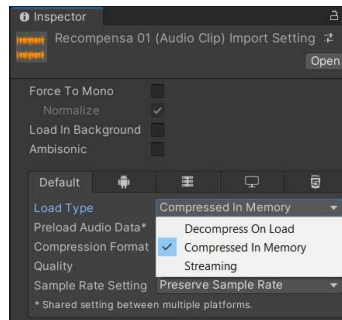 Inspector
Recompensa 01 (Audio Clip) Import Setting
Open
Force To Mono
Normalize
Load In Background
Ambisonic
Default
Load Type Compressed In Memory
Preload Audio Data* Decompress On Load
Compression Format Compressed In Memory
Quality Streaming
Sample Rate Setting Preserve Sample Rate
* Shared setting between multiple platforms.